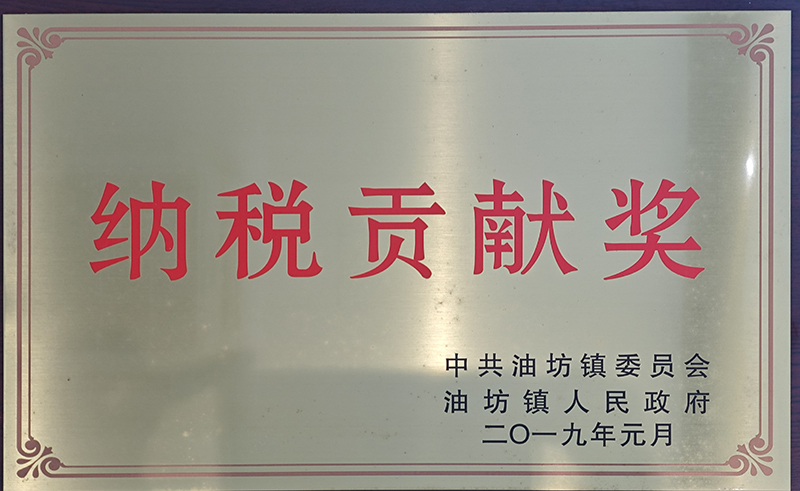 纳税贡献奖
中共油坊镇委员会
油坊镇人民政府
二〇一九年元月